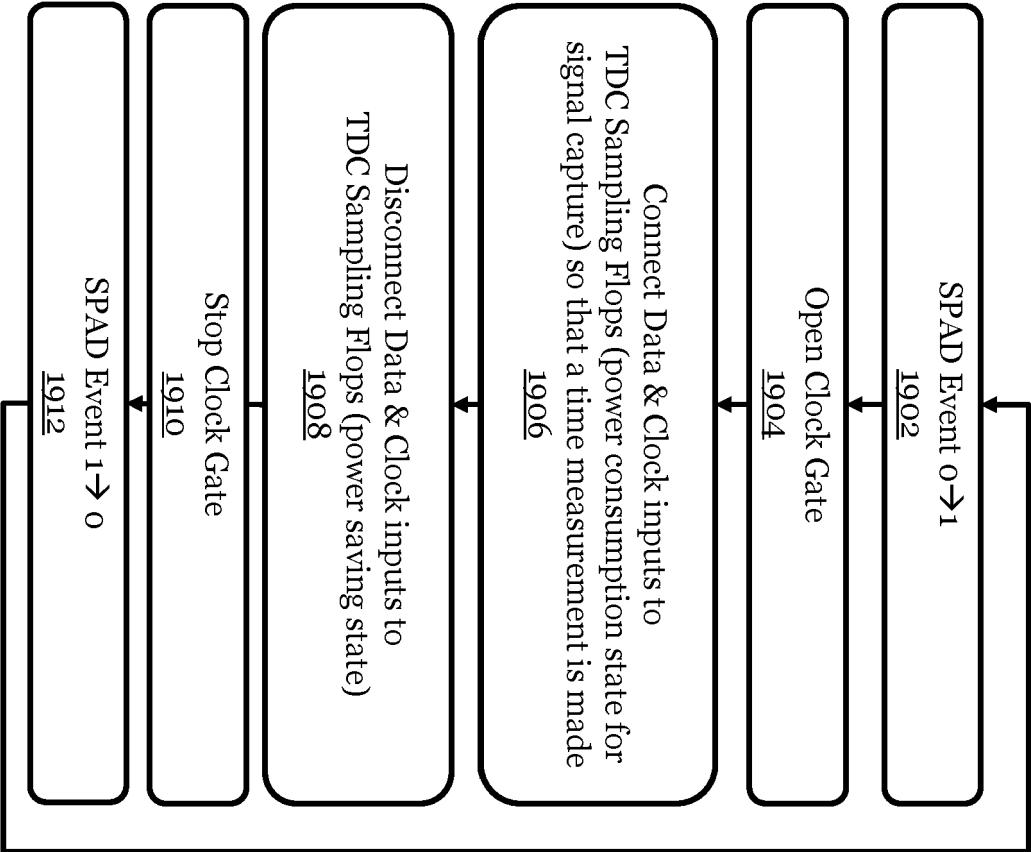 SPAD Event 0→1
1902
Open Clock Gate
1904
Connect Data & Clock inputs to
TDC Sampling Flops (power consumption state for
signal capture) so that a time measurement is made
1906
Disconnect Data & Clock inputs to
TDC Sampling Flops (power saving state)
1908
Stop Clock Gate
1910
SPAD Event 1→ 0
1912